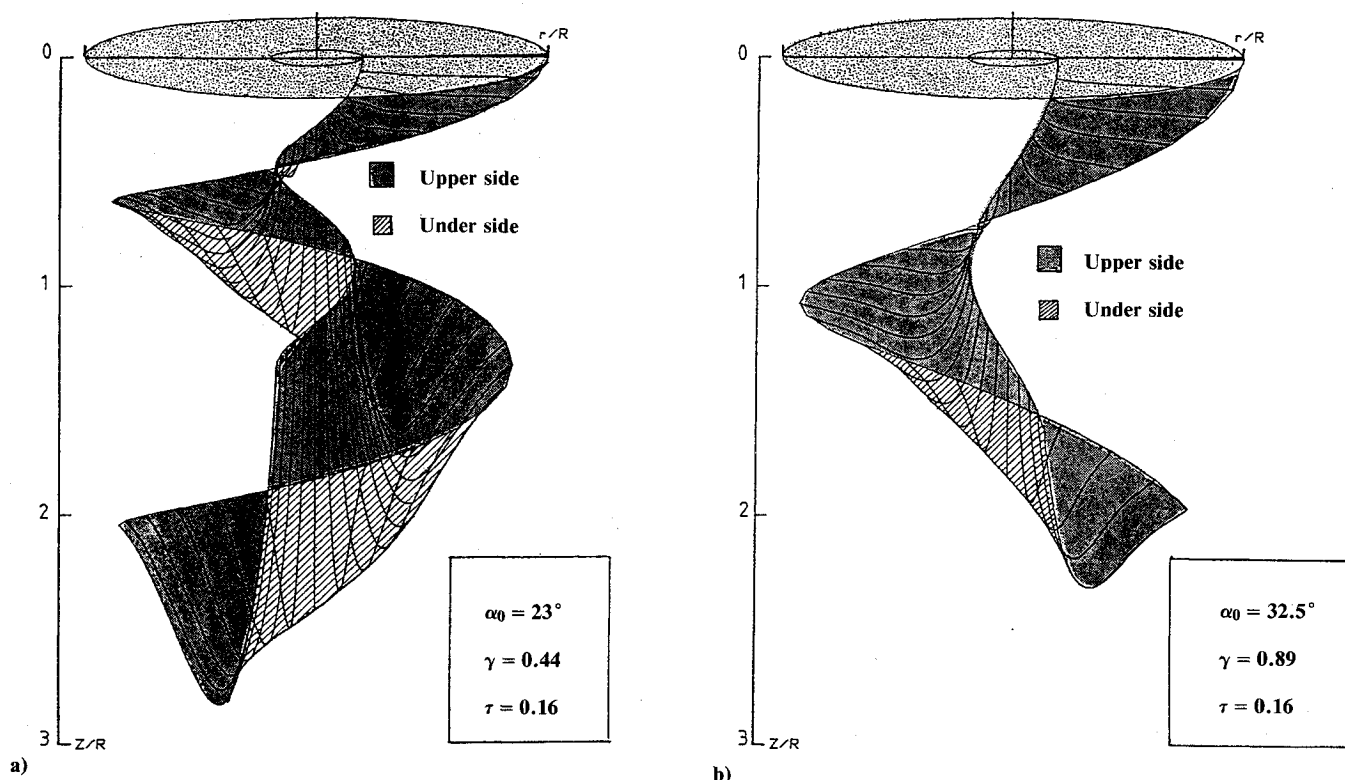 r/R
0
Upper side
Under side
1
2
α₀ = 23°
γ = 0.44
τ = 0.16
3
Z/R
a)
r/R
0
Upper side
Under side
1
2
α₀ = 32.5°
γ = 0.89
τ = 0.16
3
Z/R
b)